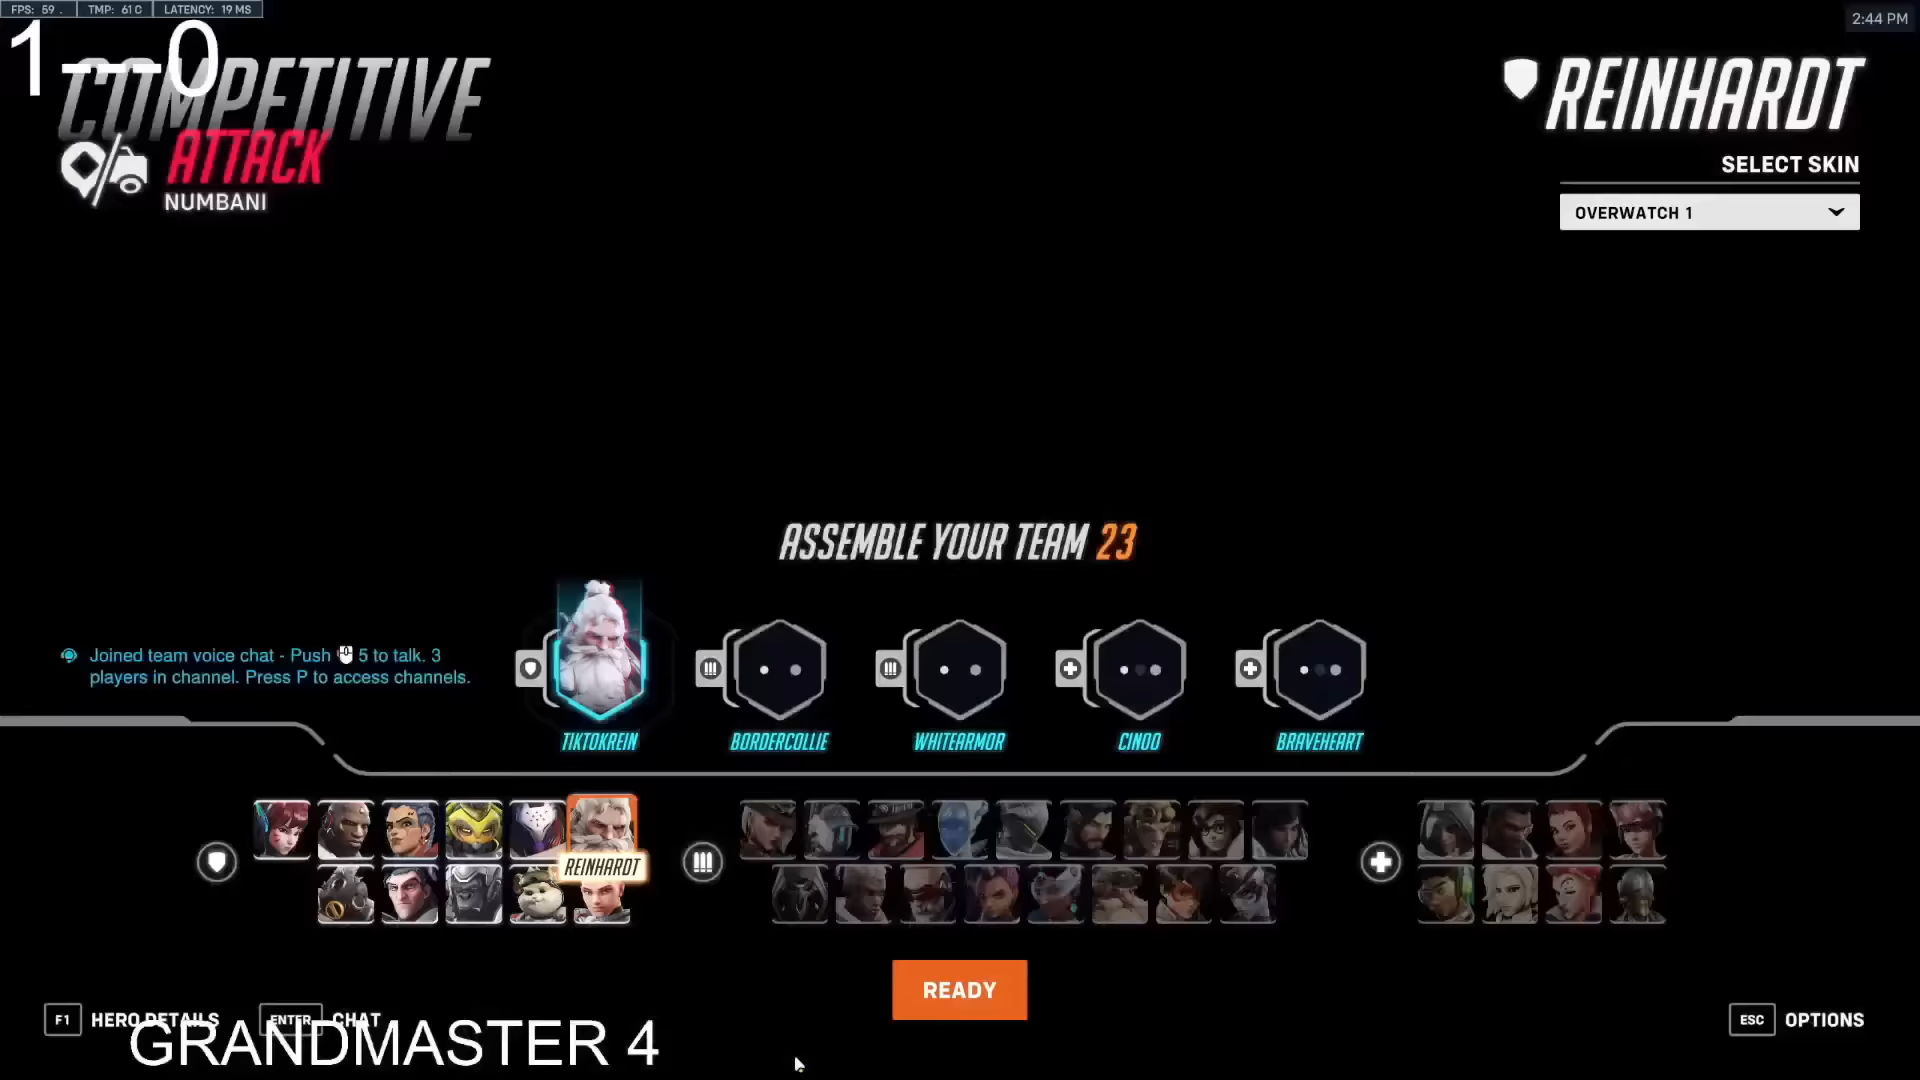 FPS: 59 .
TMP: 61 C
LATENCY: 19 MS
2:44 PM
1---0
COMPETITIVE
ATTACK
NUMBANI
REINHARDT
SELECT SKIN
OVERWATCH 1
ASSEMBLE YOUR TEAM 23
Joined team voice chat - Push 5 to talk. 3
players in channel. Press P to access channels.
TIKTOKREIN
BORDERCOLLIE
WHITEARMOR
CINOO
BRAVEHEART
REINHARDT
READY
F1 HERO DETAILS
ENTER CHAT
GRANDMASTER 4
ESC OPTIONS